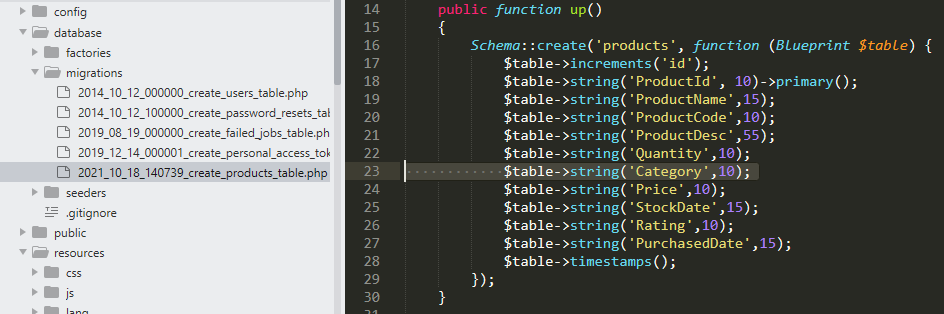 config
database
factories
migrations
2014_10_12_000000_create_users_table.php
2014_10_12_100000_create_password_resets_tab
2019_08_19_000000_create_failed_jobs_table.ph
2019_12_14_000001_create_personal_access_tok
2021_10_18_140739_create_products_table.php
seeders
.gitignore
public
resources
css
js
lang
14 public function up()
15 {
16 Schema::create('products', function (Blueprint $table) {
17 $table->increments('id');
18 $table->string('ProductId', 10)->primary();
19 $table->string('ProductName',15);
20 $table->string('ProductCode',10);
21 $table->string('ProductDesc',55);
22 $table->string('Quantity',10);
23 $table->string('Category',10);
24 $table->string('Price',10);
25 $table->string('StockDate',15);
26 $table->string('Rating',10);
27 $table->string('PurchasedDate',15);
28 $table->timestamps();
29 });
30 }